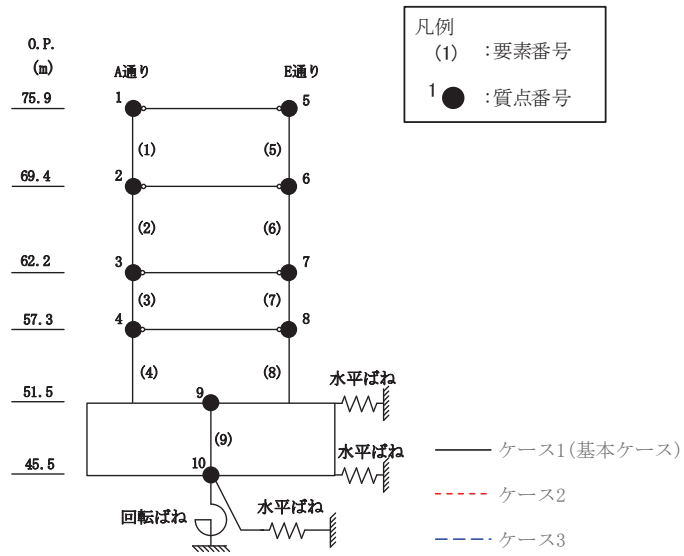 凡例
(1) :要素番号
1 :質点番号
O.P.
(m)
A通り
E通り
75.9
1
5
(1)
(5)
69.4
2
6
(2)
(6)
62.2
3
7
(3)
(7)
57.3
4
8
(4)
(8)
51.5
9
水平ばね
(9)
45.5
10
水平ばね
回転ばね
水平ばね
ケース1(基本ケース)
ケース2
ケース3